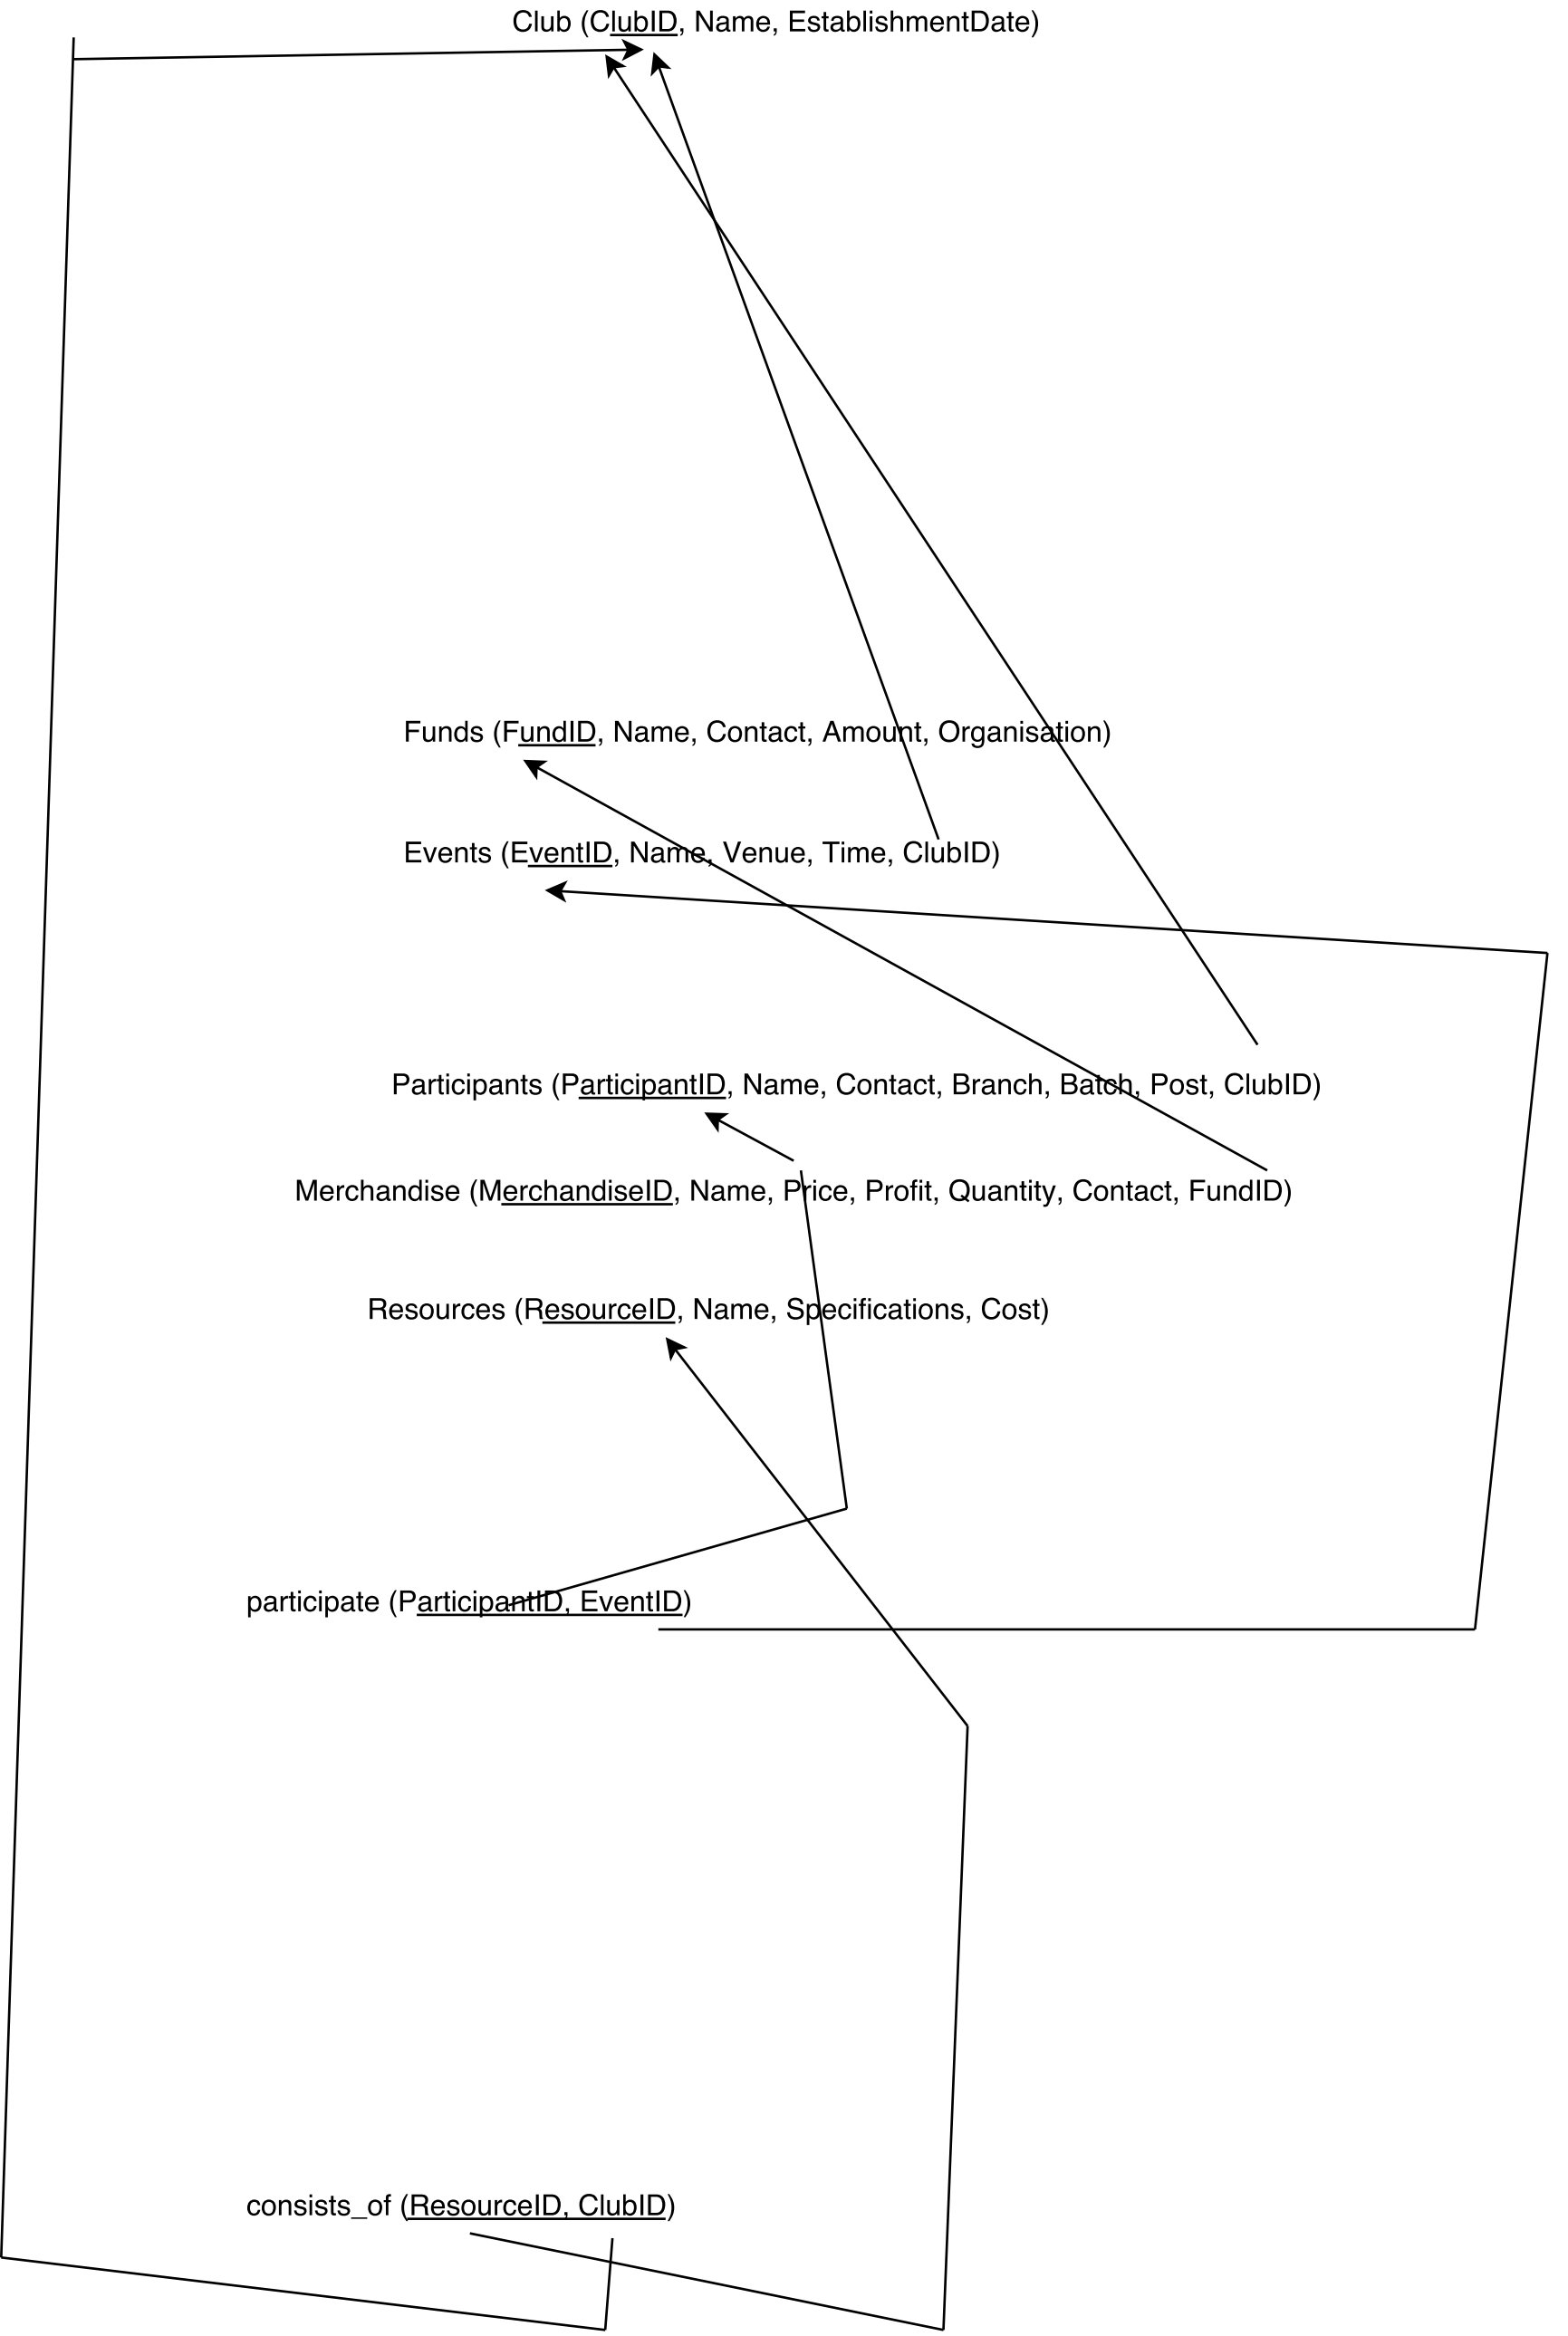 Club (ClubID, Name, EstablishmentDate)
Funds (FundID, Name, Contact, Amount, Organisation)
Events (EventID, Name, Venue, Time, ClubID)
Participants (ParticipantID, Name, Contact, Branch, Batch, Post, ClubID)
Merchandise (MerchandiseID, Name, Price, Profit, Quantity, Contact, FundID)
Resources (ResourceID, Name, Specifications, Cost)
participate (ParticipantID, EventID)
consists_of (ResourceID, ClubID)